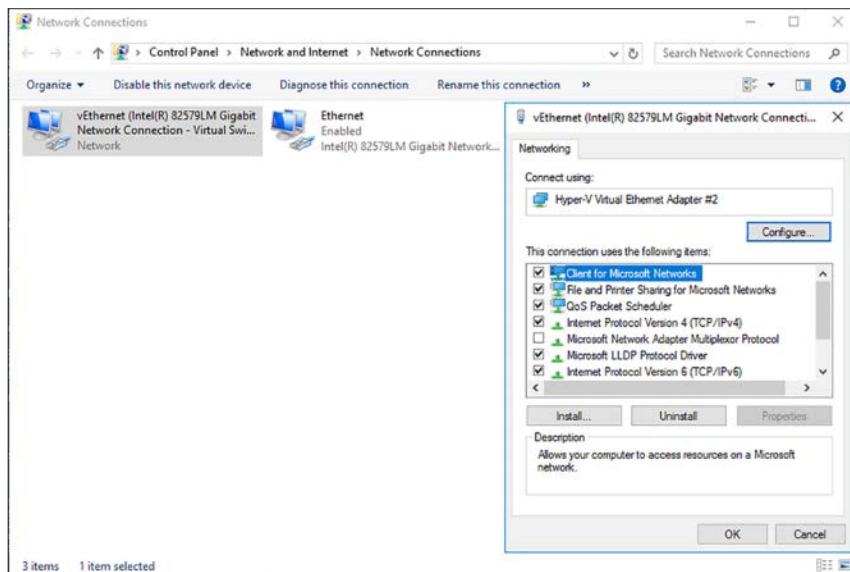 Network Connections
Control Panel > Network and Internet > Network Connections
Search Network Connections
Organize Disable this network device Diagnose this connection Rename this connection »
vEthernet (Intel(R) 82579LM Gigabit
Network Connection - Virtual Swi...
Network
Ethernet
Enabled
Intel(R) 82579LM Gigabit Network...
vEthernet (Intel(R) 82579LM Gigabit Network Connecti...
Networking
Connect using:
Hyper-V Virtual Ethernet Adapter #2
Configure...
This connection uses the following items:
Client for Microsoft Networks
File and Printer Sharing for Microsoft Networks
QoS Packet Scheduler
Internet Protocol Version 4 (TCP/IPv4)
Microsoft Network Adapter Multiplexor Protocol
Microsoft LLDP Protocol Driver
Internet Protocol Version 6 (TCP/IPv6)
Install... Uninstall Properties
Description
Allows your computer to access resources on a Microsoft
network.
OK Cancel
3 items 1 item selected